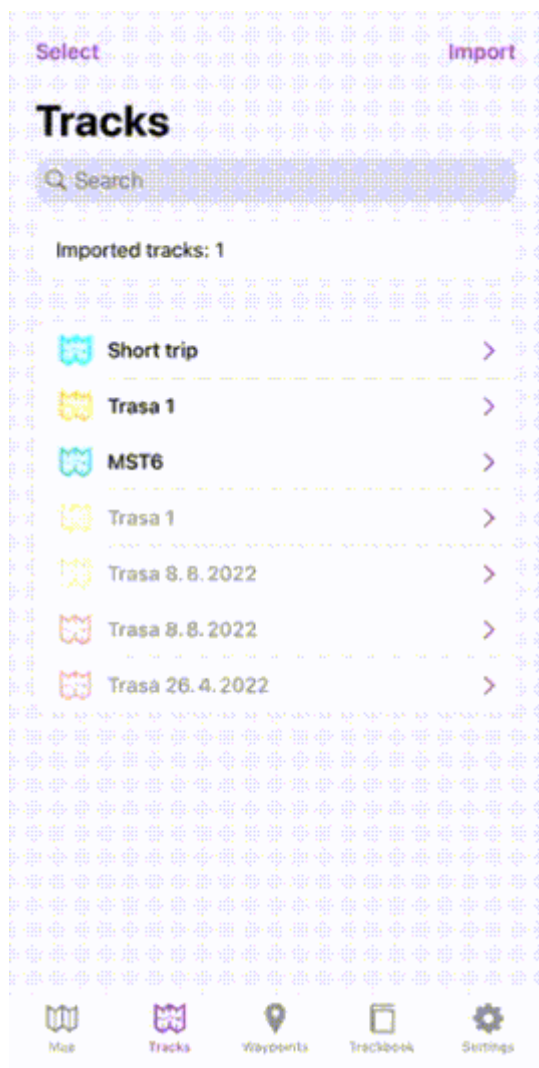 Select Import
Tracks
Search
Imported tracks: 1
Short trip
Trasa 1
MST6
Trasa 1
Trasa 8. 8. 2022
Trasa 8. 8. 2022
Trasa 26. 4. 2022
Map Tracks Waypoints Trackbook Settings